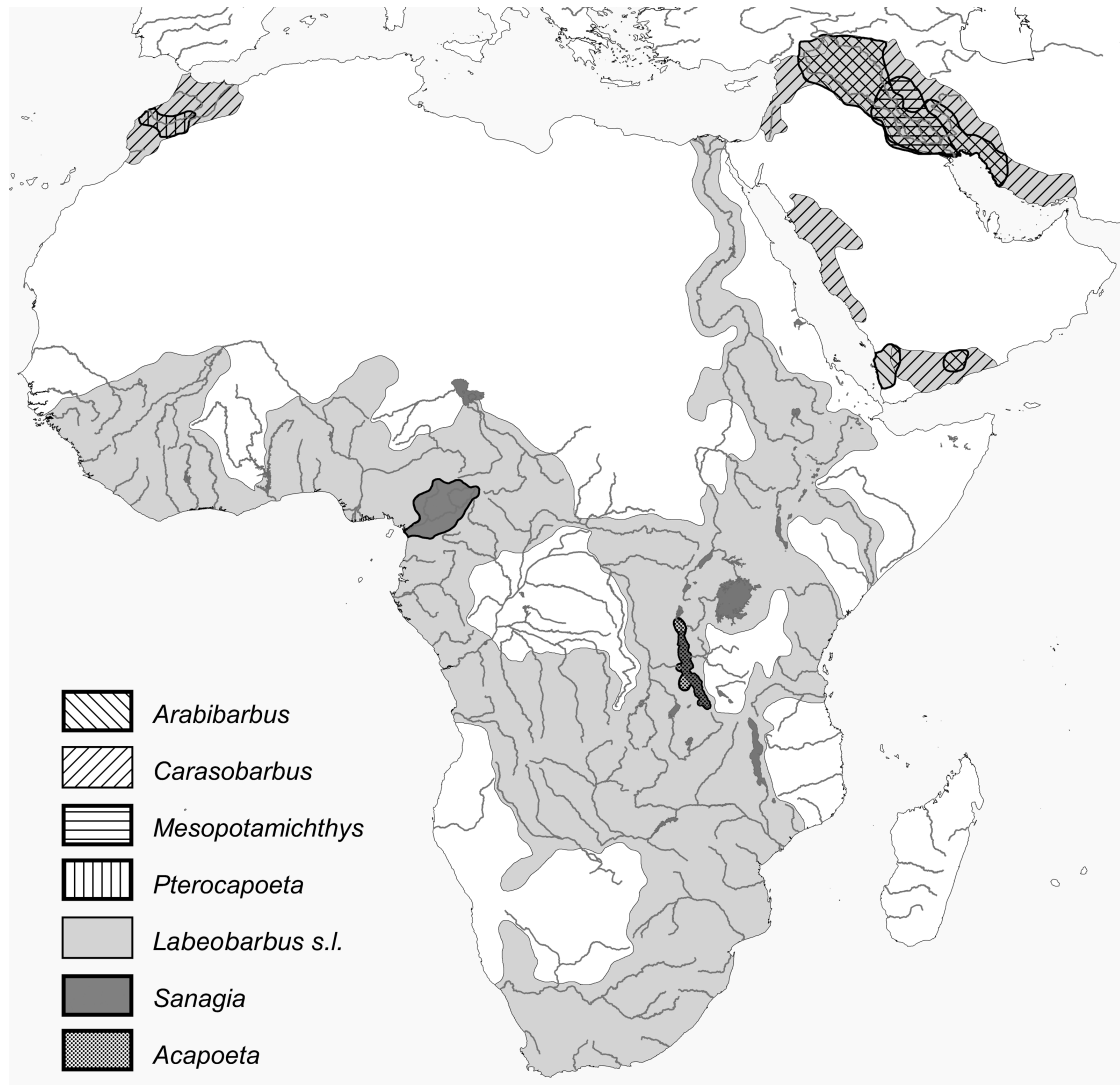 Arabibarbus
Carasobarbus
Mesopotamichthys
Pterocapoeta
Labeobarbus s.l.
Sanagia
Acapoeta